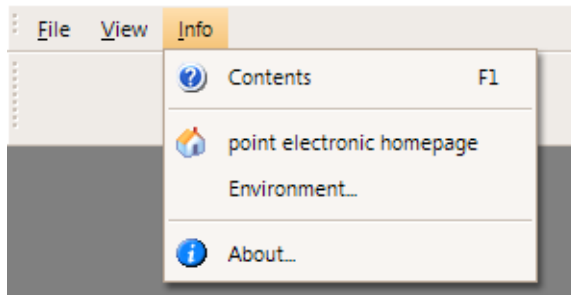 File View Info
Contents F1
point electronic homepage
Environment...
About...